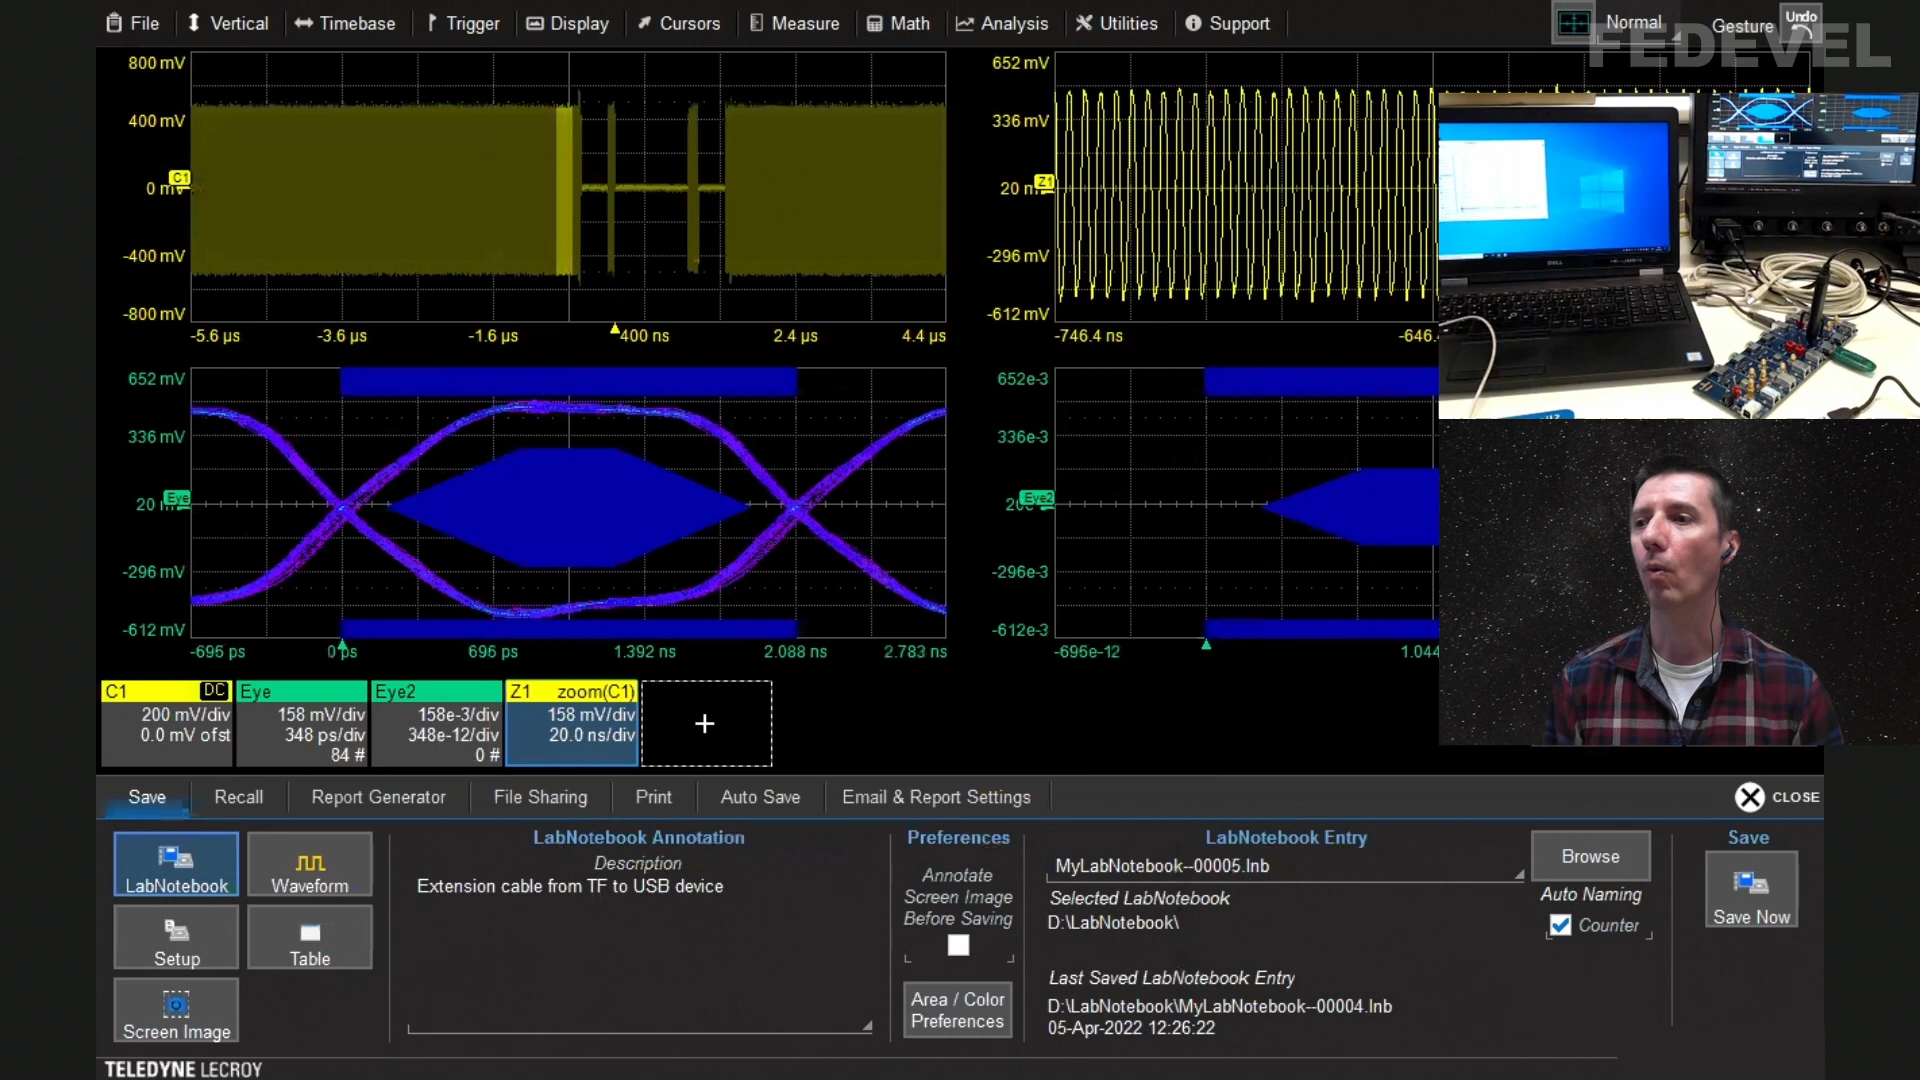 File
Vertical
Timebase
Trigger
Display
Cursors
Measure
Math
Analysis
Utilities
Support
Normal
Gesture
Undo
FEDEVEL
800 mV
400 mV
C1
0 mV
-400 mV
-800 mV
-5.6 µs
-3.6 µs
-1.6 µs
400 ns
2.4 µs
4.4 µs
652 mV
336 mV
Z1
20 m
-296 mV
-612 mV
-746.4 ns
-646.
652 mV
336 mV
Eye
20
-296 mV
-612 mV
-695 ps
0 ps
696 ps
1.392 ns
2.088 ns
2.783 ns
652e-3
336e-3
Eye2
-296e-3
-612e-3
-695e-12
1.044
C1 DC
200 mV/div
0.0 mV ofst
Eye
158 mV/div
348 ps/div
84 #
Eye2
158e-3/div
348e-12/div
0 #
Z1 zoom(C1)
158 mV/div
20.0 ns/div
+
Save
Recall
Report Generator
File Sharing
Print
Auto Save
Email & Report Settings
CLOSE
LabNotebook
Waveform
Setup
Table
Screen Image
LabNotebook Annotation
Description
Extension cable from TF to USB device
Preferences
Annotate
Screen Image
Before Saving
Area / Color
Preferences
LabNotebook Entry
MyLabNotebook--00005.lnb
Browse
Selected LabNotebook
D:\LabNotebook\
Auto Naming
Counter
Last Saved LabNotebook Entry
D:\LabNotebook\MyLabNotebook--00004.lnb
05-Apr-2022 12:26:22
Save
Save Now
TELEDYNE LECROY
DELL